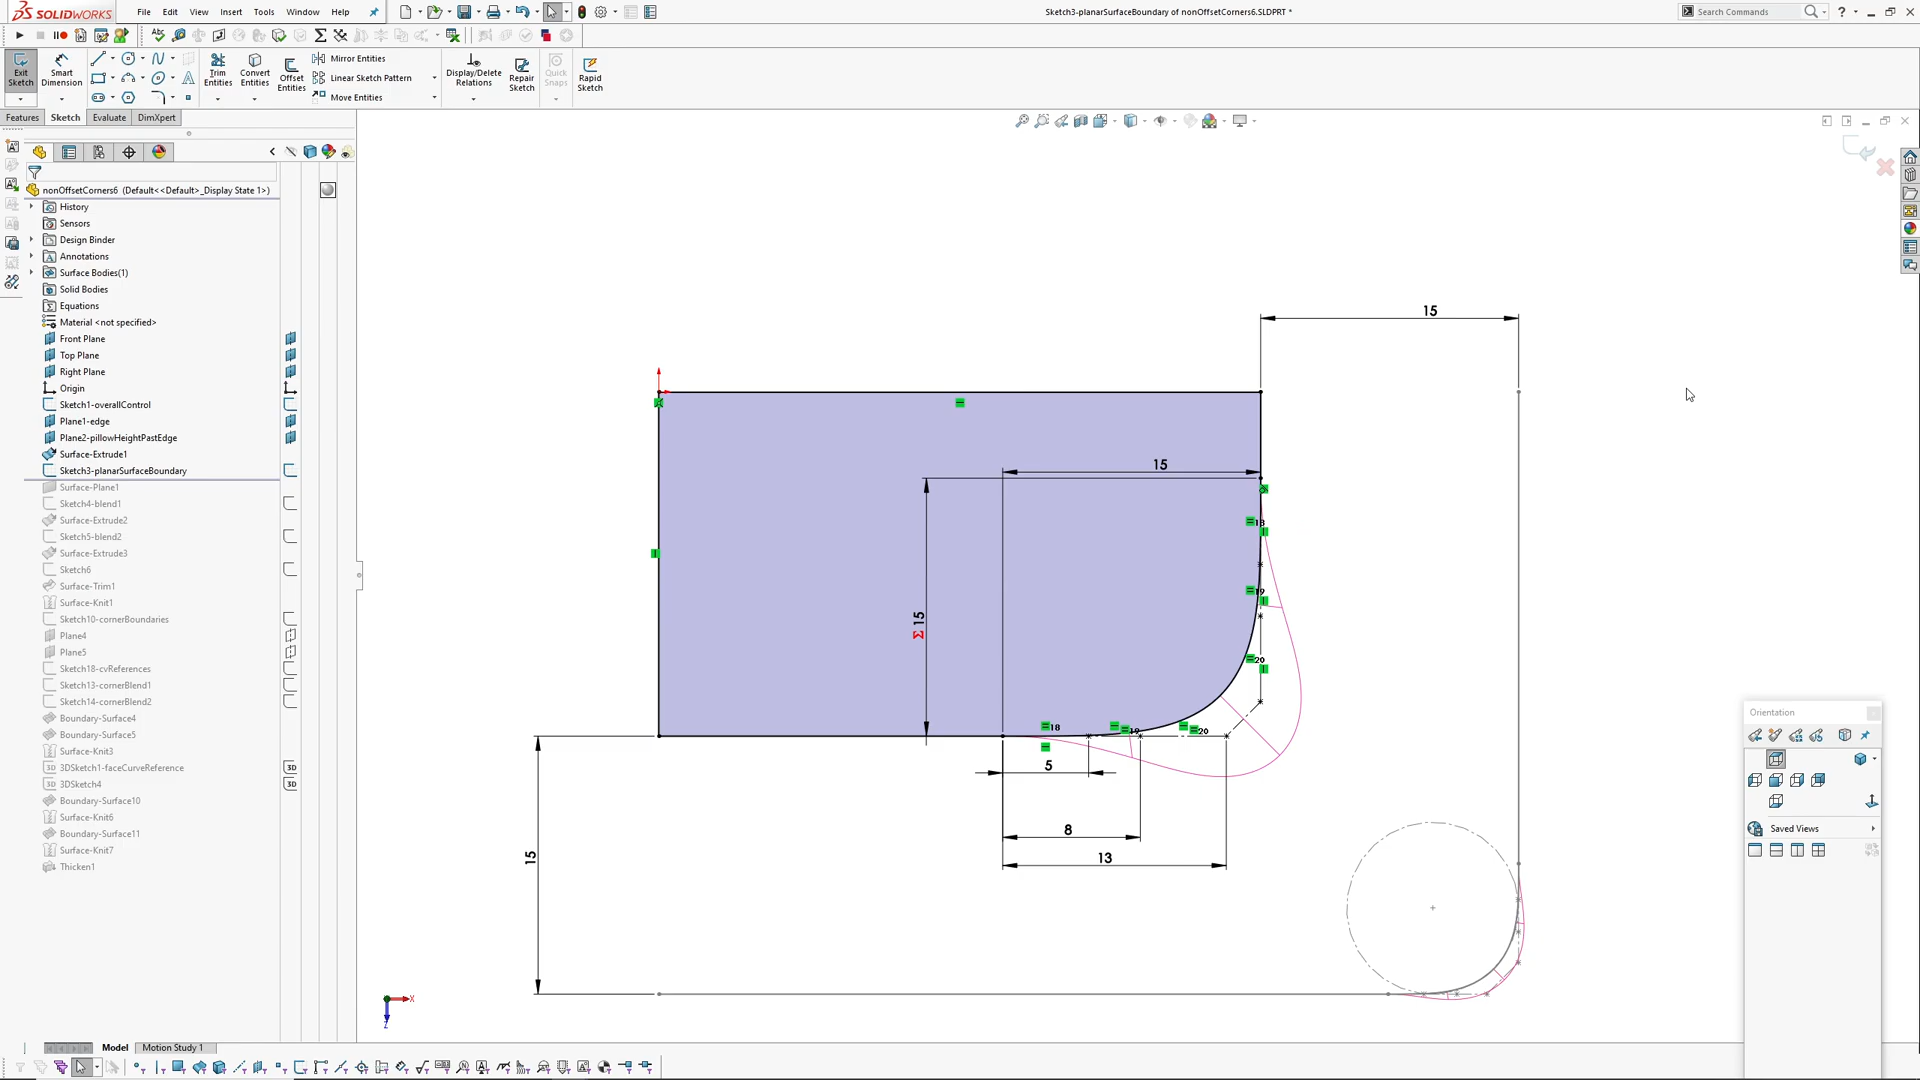 SOLIDWORKS
File Edit View Insert Tools Window Help
Sketch3-planarSurfaceBoundary of nonOffsetCorners6.SLDPRT *
Search Commands
Exit Sketch
Smart Dimension
Trim Entities
Convert Entities
Offset Entities
Mirror Entities
Linear Sketch Pattern
Move Entities
Display/Delete Relations
Repair Sketch
Quick Snaps
Rapid Sketch
Features Sketch Evaluate DimXpert
nonOffsetCorners6 (Default<<Default>_Display State 1>)
History
Sensors
Design Binder
Annotations
Surface Bodies(1)
Solid Bodies
Equations
Material <not specified>
Front Plane
Top Plane
Right Plane
Origin
Sketch1-overallControl
Plane1-edge
Plane2-pillowHeightPastEdge
Surface-Extrude1
Sketch3-planarSurfaceBoundary
Surface-Plane1
Sketch4-blend1
Surface-Extrude2
Sketch5-blend2
Surface-Extrude3
Sketch6
Surface-Trim1
Surface-Knit1
Sketch10-cornerBoundaries
Plane4
Plane5
Sketch18-cvReferences
Sketch13-cornerBlend1
Sketch14-cornerBlend2
Boundary-Surface4
Boundary-Surface5
Surface-Knit3
3DSketch1-faceCurveReference
3DSketch4
Boundary-Surface10
Surface-Knit6
Boundary-Surface11
Surface-Knit7
Thicken1
15
15
Σ 15
18
19
20
18
19
20
5
8
13
15
X
Z
Orientation
Saved Views
Model Motion Study 1